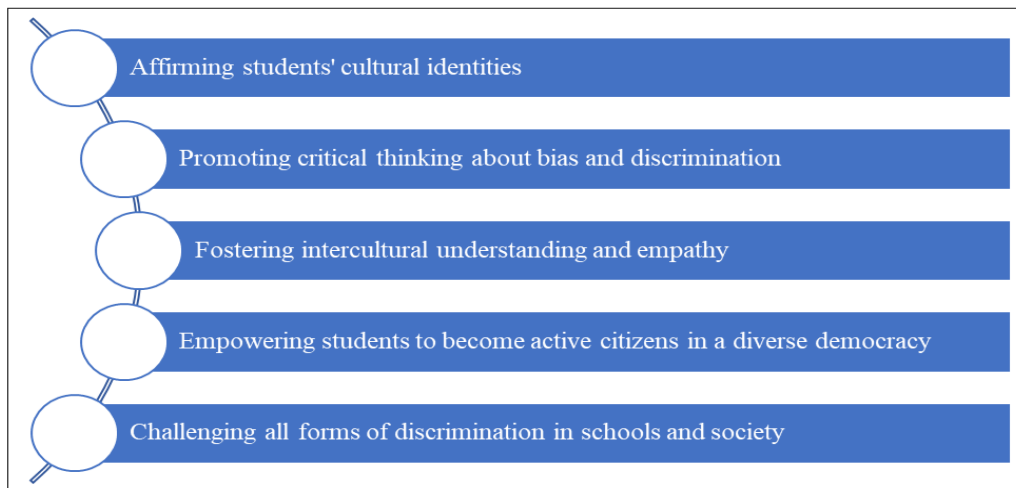 Affirming students' cultural identities
Promoting critical thinking about bias and discrimination
Fostering intercultural understanding and empathy
Empowering students to become active citizens in a diverse democracy
Challenging all forms of discrimination in schools and society